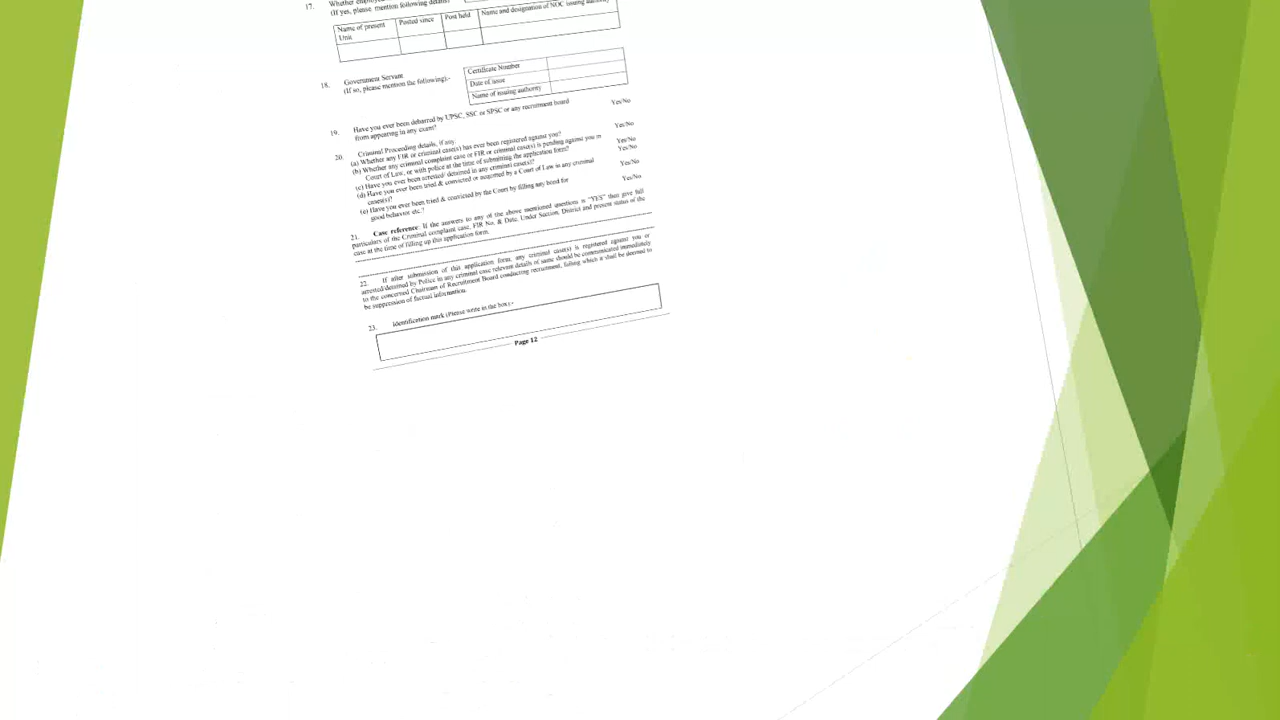 17. Whether employed
(If yes, please mention following details)
Name of present Unit
Posted since
Post held
Name and designation of NOC issuing authority
18. Government Servant
(If so, please mention the following):-
Certificate Number
Date of issue
Name of issuing authority
19. Have you ever been debarred by UPSC, SSC or SPSC or any recruitment board Yes/No
from appearing in any exam?
20. Criminal Proceeding details, if any. Yes/No
(a) Whether any FIR or criminal case(s) has ever been registered against you?
(b) Whether any criminal complaint case or FIR or criminal case(s) is pending against you in Yes/No
Court of Law, or with police at the time of submitting the application form? Yes/No
(c) Have you ever been arrested/ detained in any criminal case(s)?
(d) Have you ever been tried & convicted or acquitted by a Court of Law in any criminal Yes/No
cases(s)?
(e) Have you ever been tried & convicted by the Court by filling any bond for Yes/No
good behavior etc.?
21. Case reference: If the answers to any of the above mentioned questions is "YES" then give full
particulars of the Criminal complaint case, FIR No. & Date, Under Section, District and present status of the
case at the time of filling up this application form.
22. If after submission of this application form, any criminal case(s) is registered against you or
arrested/detained by Police in any criminal case relevant details of same should be communicated immediately
to the concerned Chairman of Recruitment Board conducting recruitment, failing which it shall be deemed to
be suppression of factual information.
23. Identification mark (Please write in the box):-
Page 12